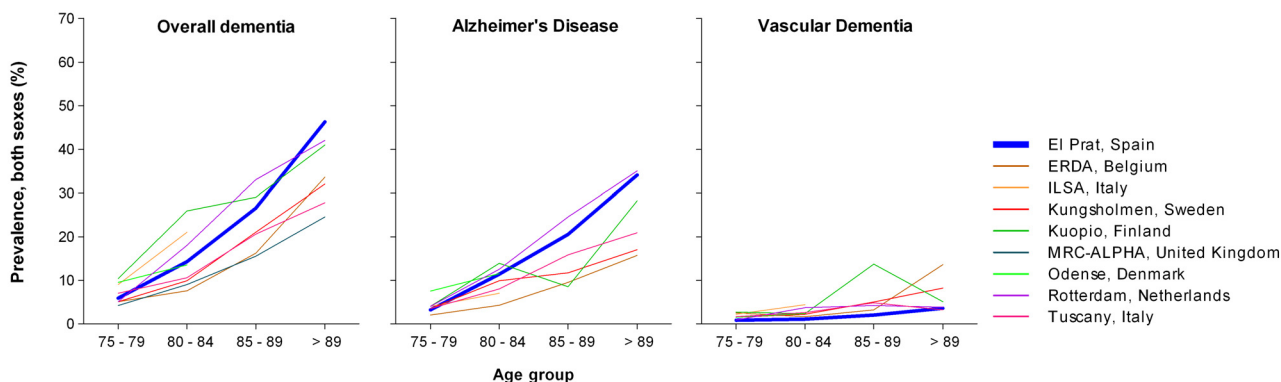 Overall dementia
Alzheimer's Disease
Vascular Dementia
Prevalence, both sexes (%)
70
60
50
40
30
20
10
0
75 - 79 80 - 84 85 - 89 > 89
75 - 79 80 - 84 85 - 89 > 89
75 - 79 80 - 84 85 - 89 > 89
Age group
El Prat, Spain
ERDA, Belgium
ILSA, Italy
Kungsholmen, Sweden
Kuopio, Finland
MRC-ALPHA, United Kingdom
Odense, Denmark
Rotterdam, Netherlands
Tuscany, Italy